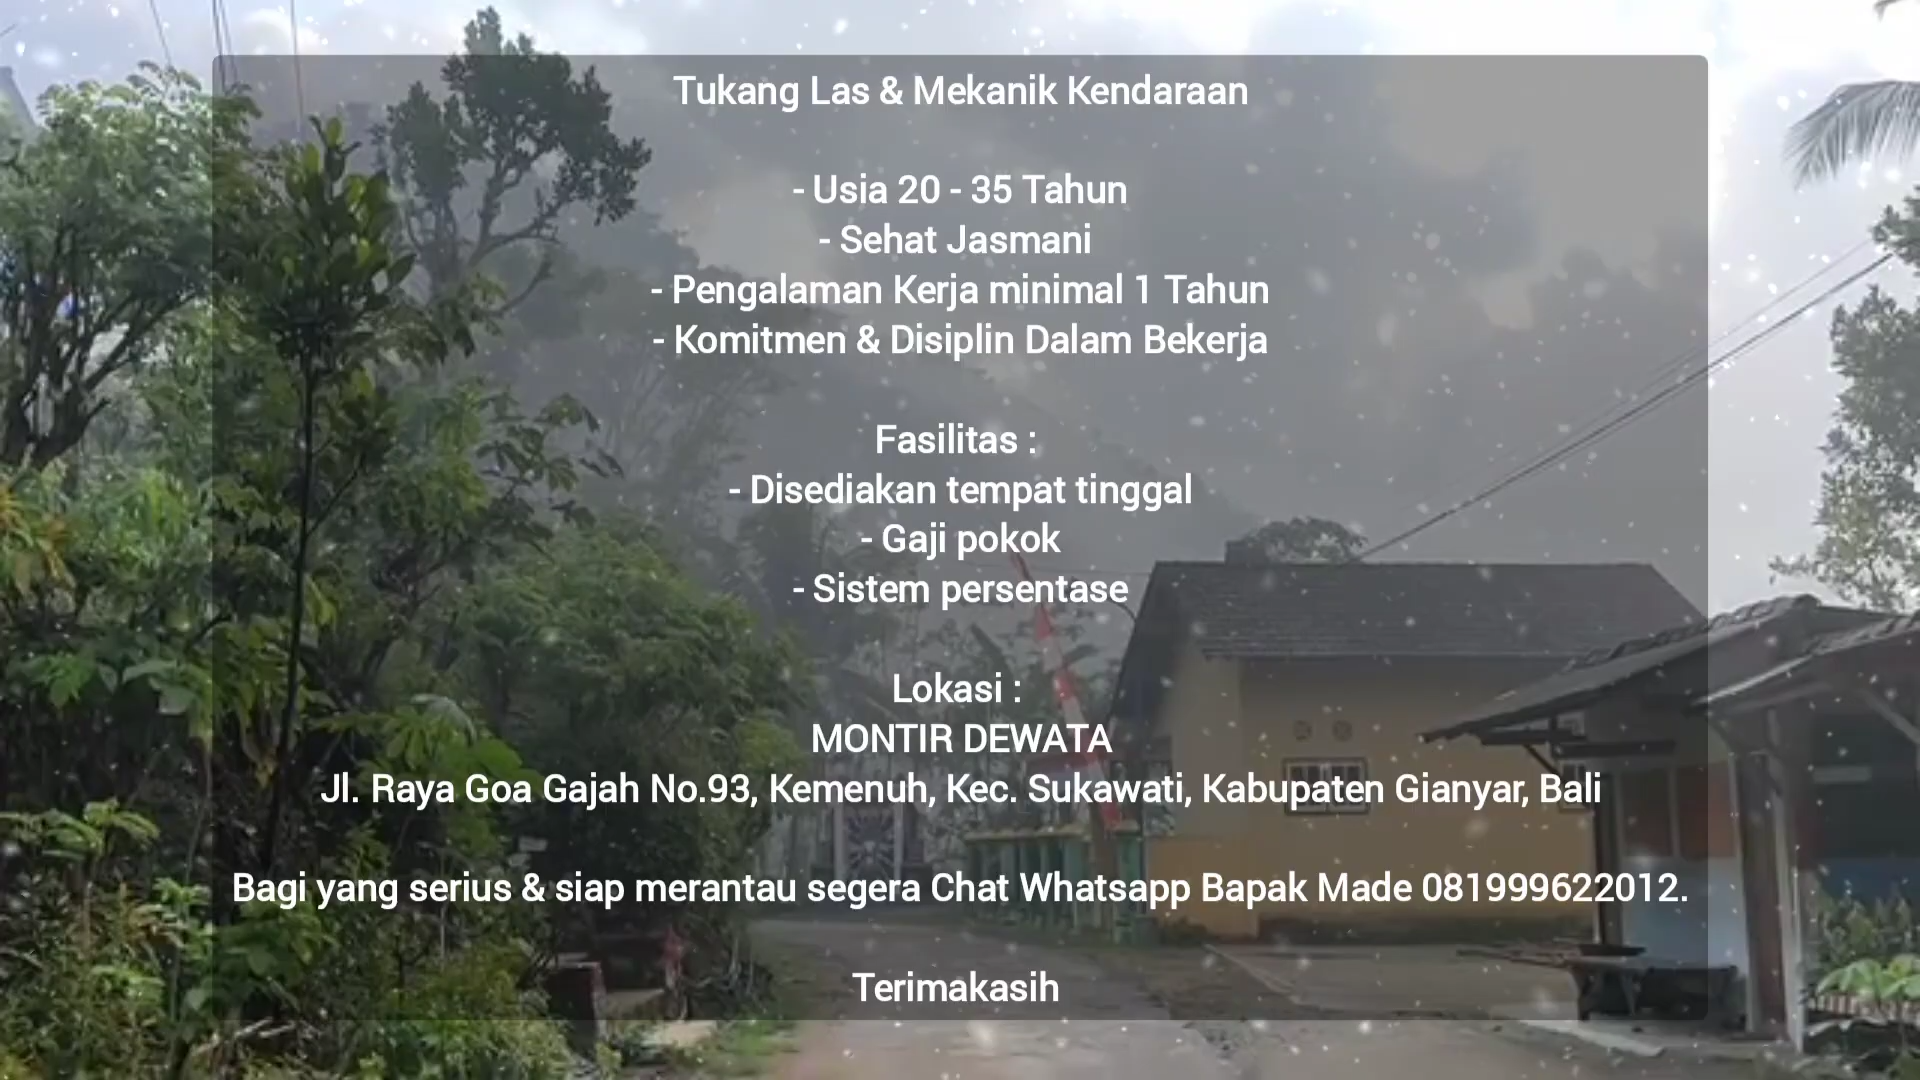 Tukang Las & Mekanik Kendaraan
- Usia 20 - 35 Tahun
- Sehat Jasmani
- Pengalaman Kerja minimal 1 Tahun
- Komitmen & Disiplin Dalam Bekerja
Fasilitas :
- Disediakan tempat tinggal
- Gaji pokok
- Sistem persentase
Lokasi :
MONTIR DEWATA
Jl. Raya Goa Gajah No.93, Kemenuh, Kec. Sukawati, Kabupaten Gianyar, Bali
Bagi yang serius & siap merantau segera Chat Whatsapp Bapak Made 081999622012.
Terimakasih